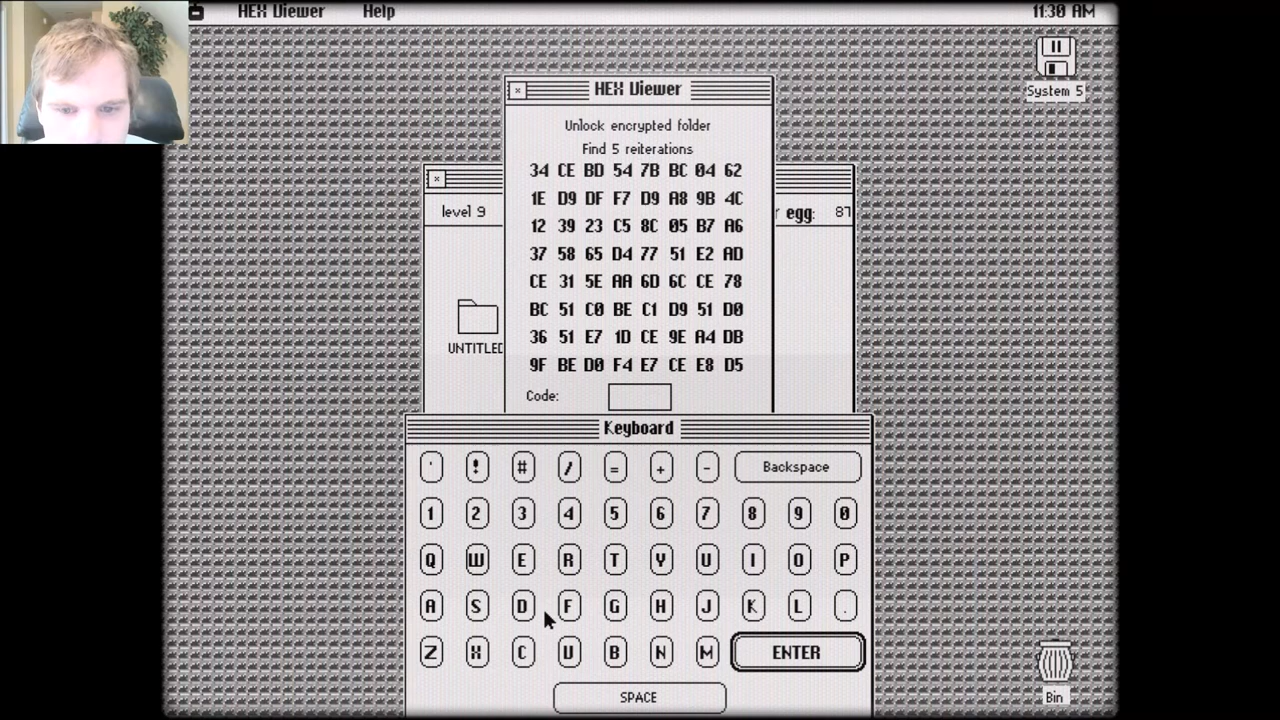 HEX Viewer Help 11:30 AM
System 5
HEX Viewer
Unlock encrypted folder
Find 5 reiterations
34 CE BD 54 7B BC 04 62
1E D9 DF F7 D9 A8 9B 4C
12 39 23 C5 8C 05 B7 A6
37 58 65 D4 77 51 E2 AD
CE 31 5E AA 6D 6C CE 78
BC 51 C0 BE C1 D9 51 D0
36 51 E7 1D CE 9E A4 DB
9F BE D0 F4 E7 CE E8 D5
Code:
level 9
egg: 87
UNTITLED
Keyboard
' ! # / = + - Backspace
1 2 3 4 5 6 7 8 9 0
Q W E R T Y U I O P
A S D F G H J K L .
Z X C V B N M ENTER
SPACE
Bin